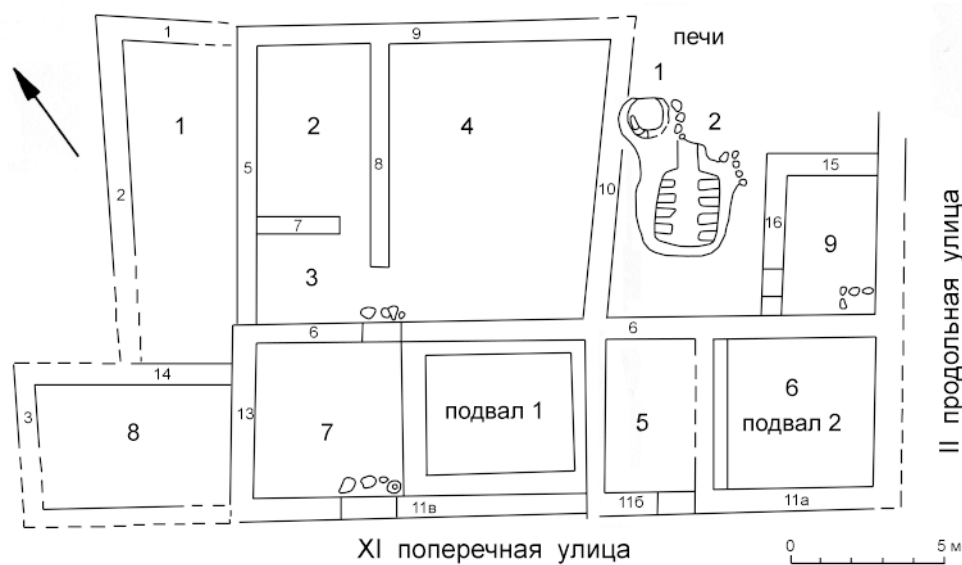 1
9
печи
1
2
1
2
4
5
8
2
7
10
15
16
9
3
6
6
14
3
8
13
7
подвал 1
5
6
подвал 2
11в
11б
11а
XI поперечная улица
II продольная улица
0
5 м